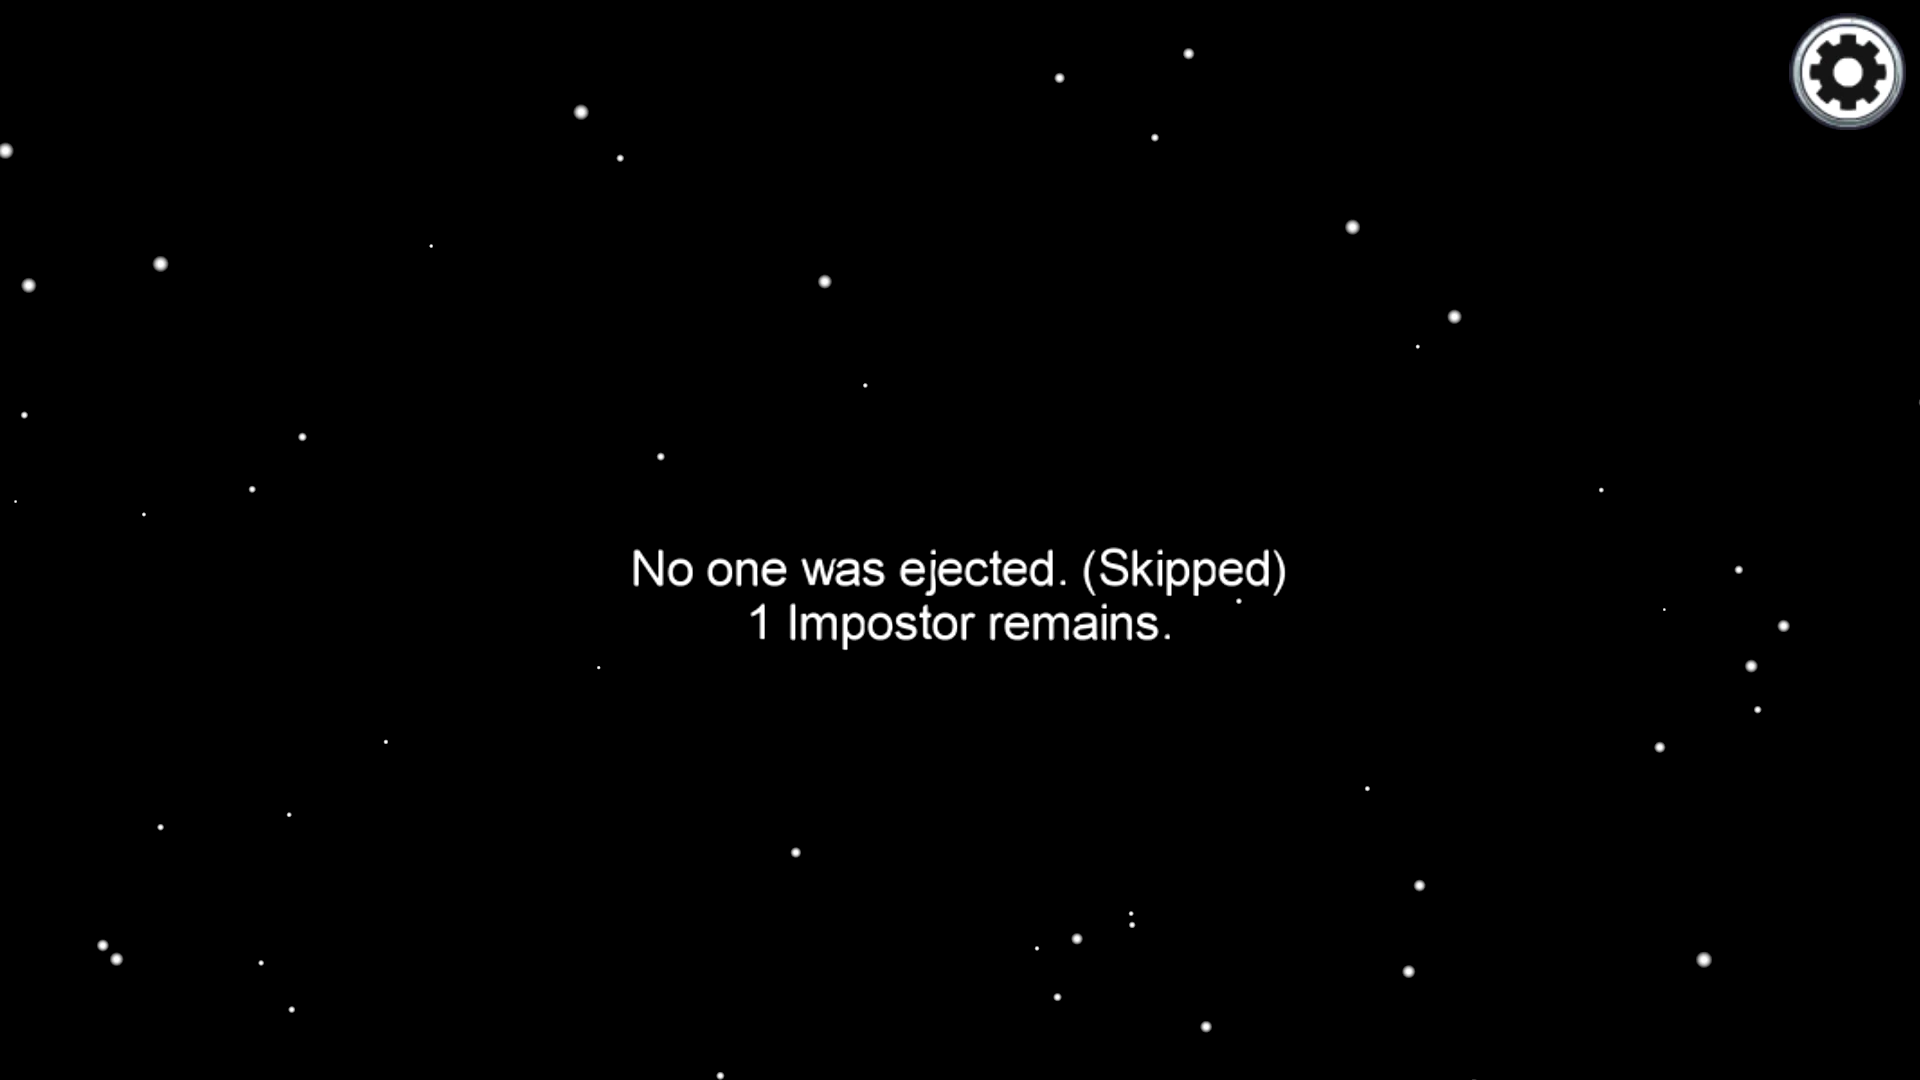 No one was ejected. (Skipped)
1 Impostor remains.